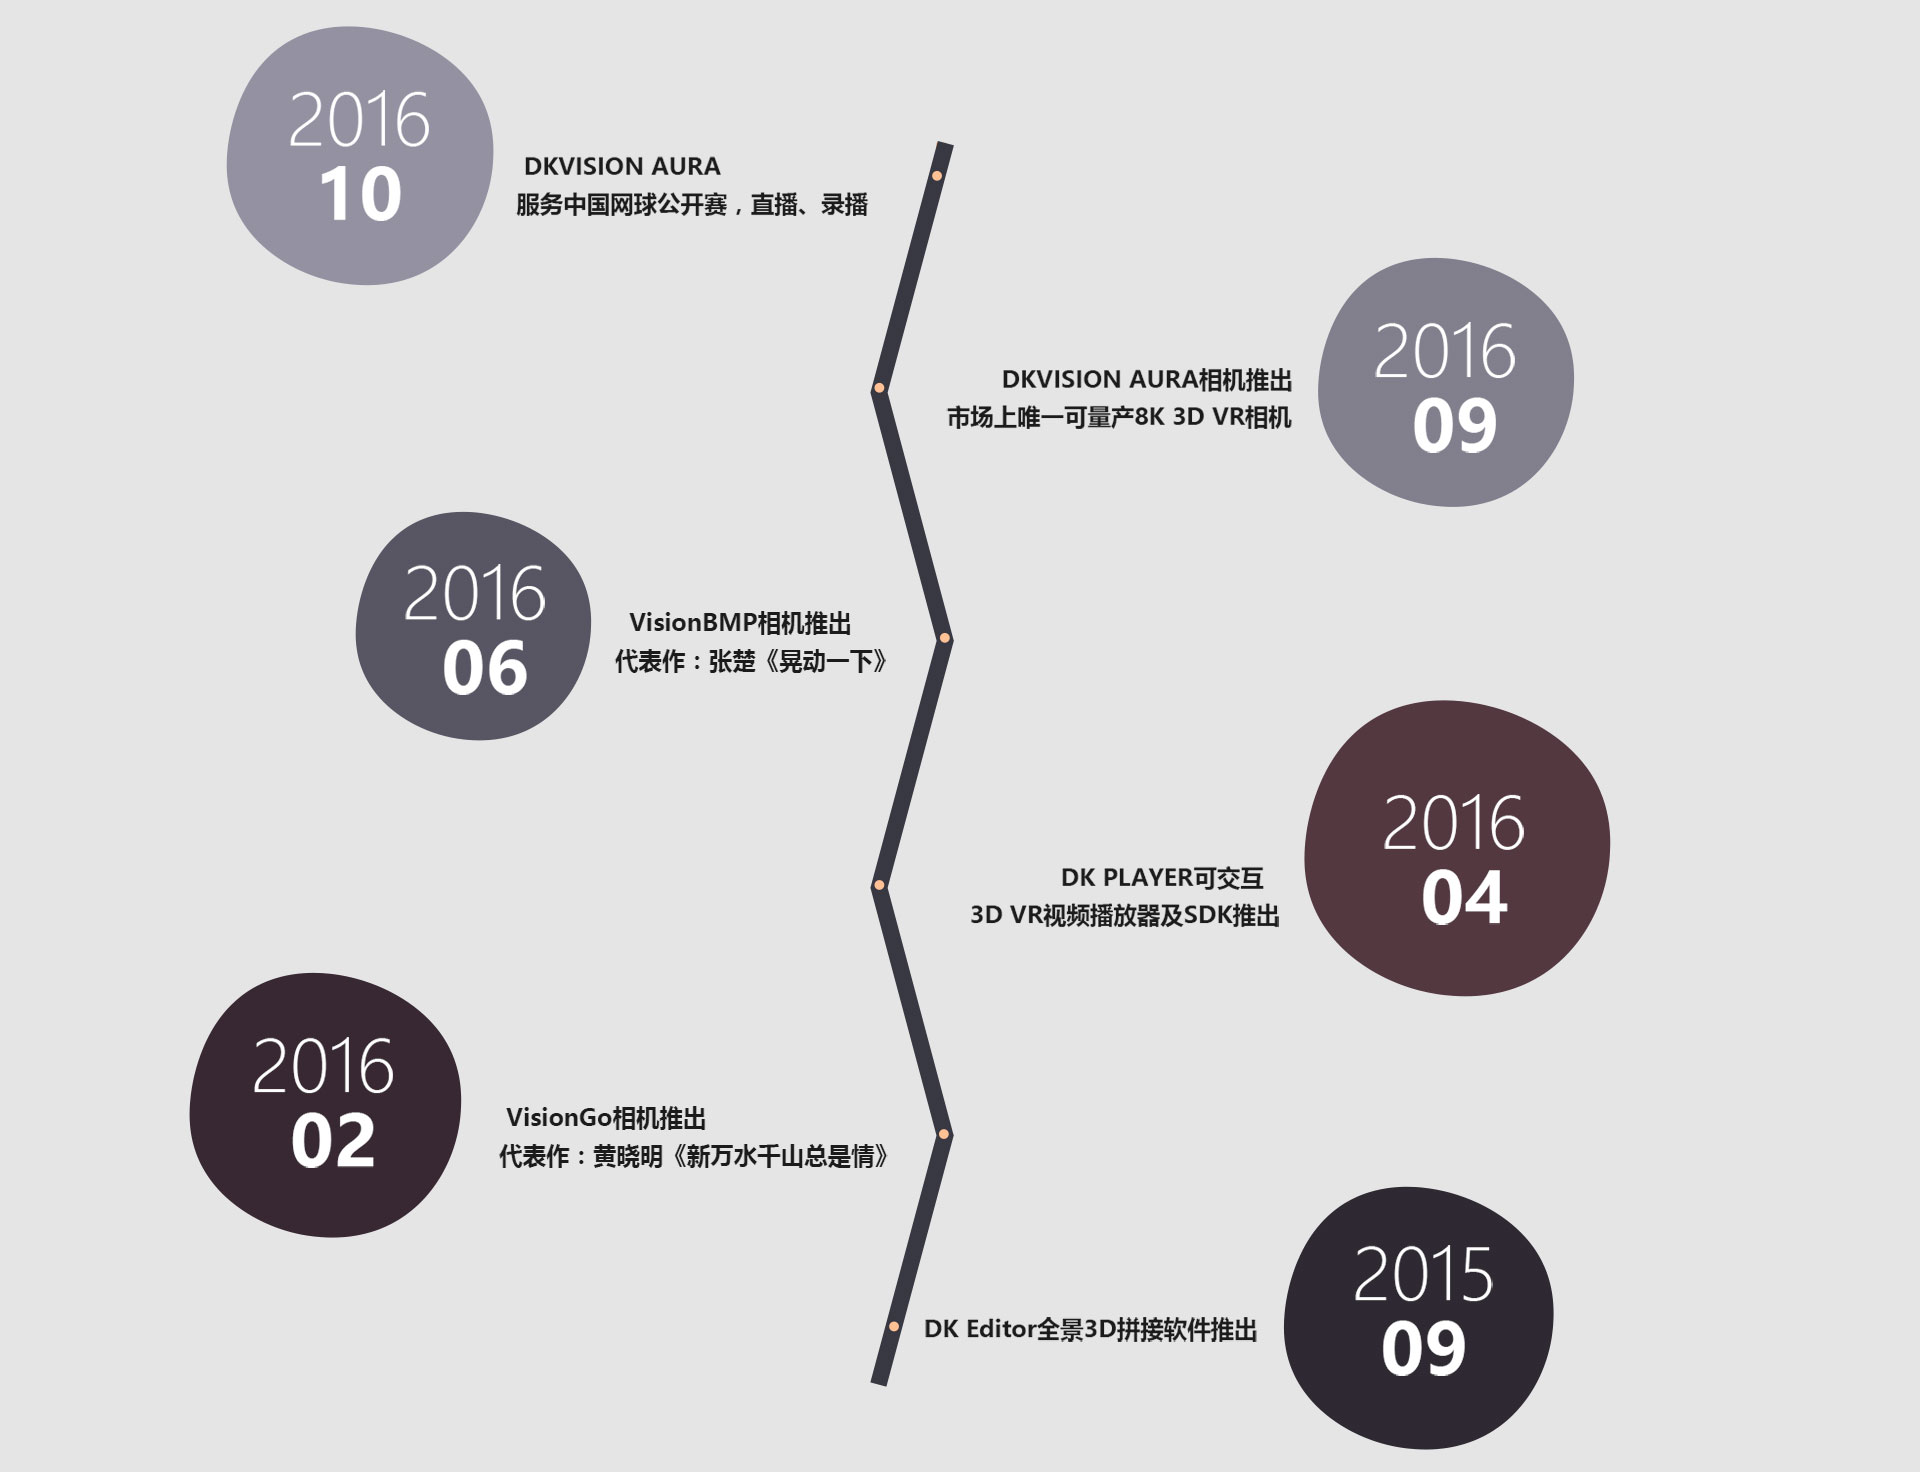 2016
10
DKVISION AURA
服务中国网球公开赛，直播、录播
2016
09
DKVISION AURA相机推出
市场上唯一可量产8K 3D VR相机
2016
06
VisionBMP相机推出
代表作：张楚《晃动一下》
2016
04
DK PLAYER可交互
3D VR视频播放器及SDK推出
2016
02
VisionGo相机推出
代表作：黄晓明《新万水千山总是情》
2015
09
DK Editor全景3D拼接软件推出